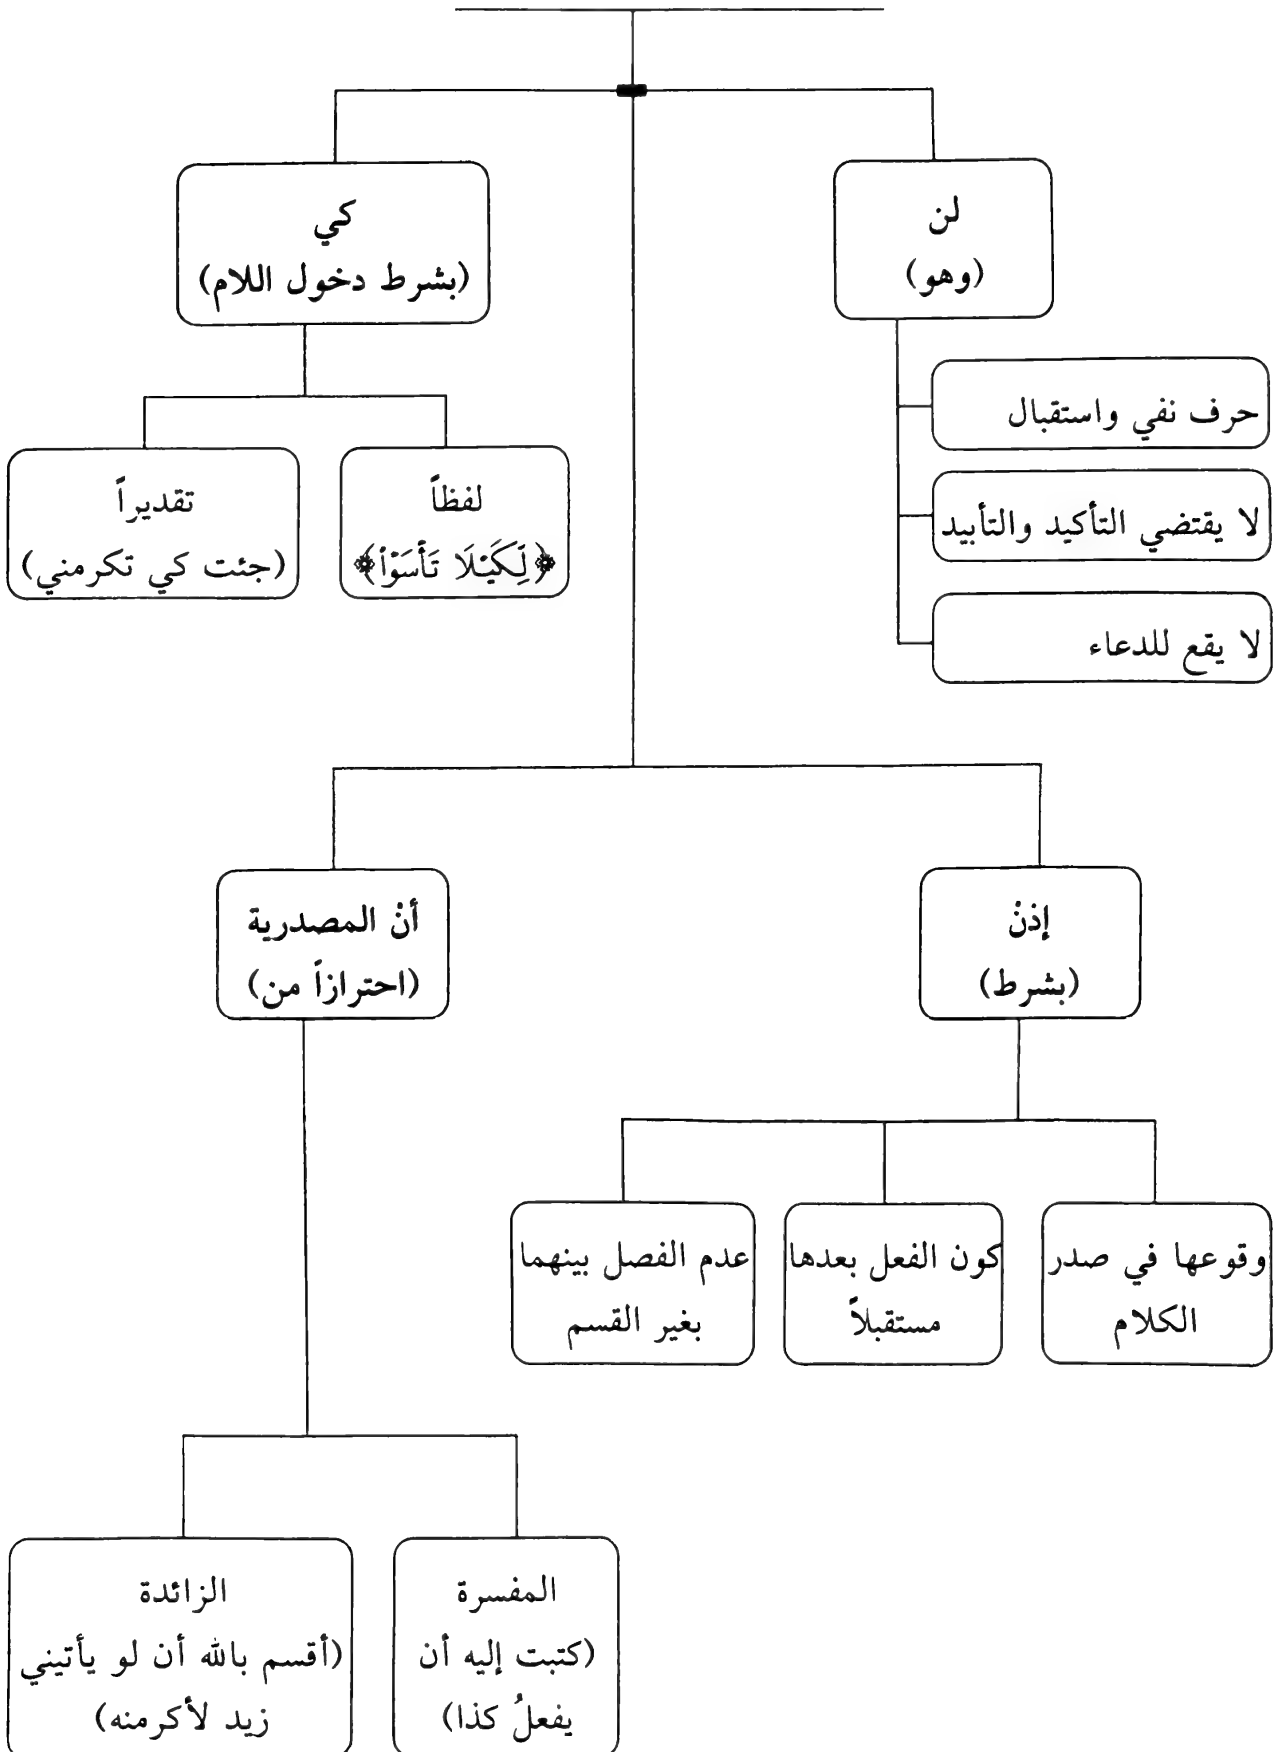 لن
(وهو)
حرف نفي واستقبال
لا يقتضي التأكيد والتأبيد
لا يقع للدعاء
كي
(بشرط دخول اللام)
لفظاً
﴿لِّكَيْلَا تَأْسَوْا۟﴾
تقديراً
(جئت كي تكرمني)
إذنْ
(بشرط)
وقوعها في صدر
الكلام
كون الفعل بعدها
مستقبلاً
عدم الفصل بينهما
بغير القسم
أنْ المصدرية
(احترازاً من)
المفسرة
(كتبت إليه أن
يفعلُ كذا)
الزائدة
(أقسم بالله أن لو يأتيني
زيد لأكرمنه)